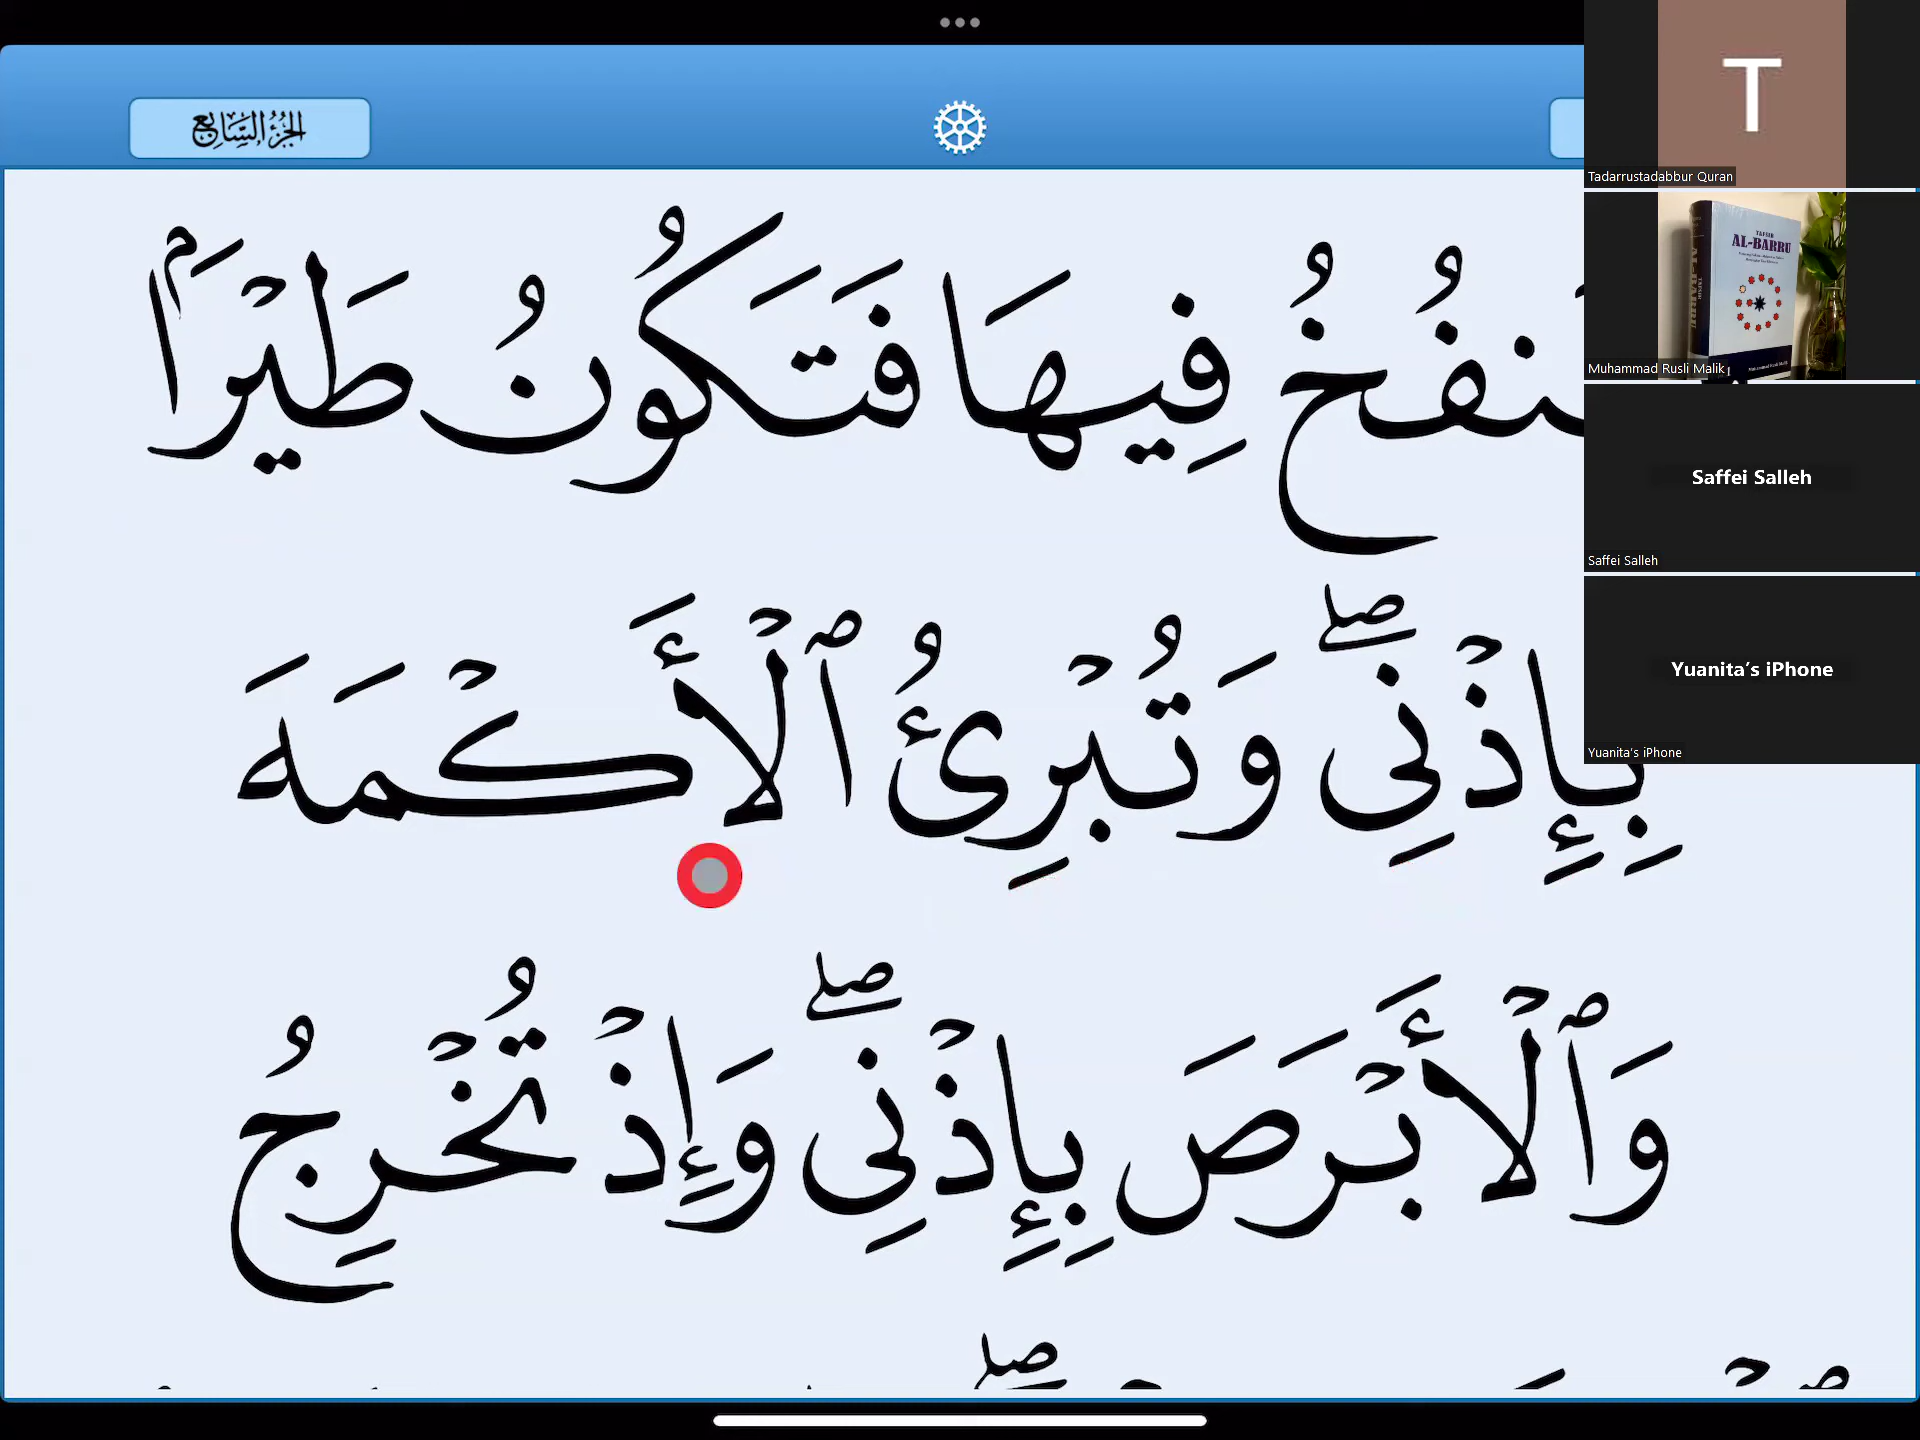 الجزء السابع
T
Tadarrustadabbur Quran
TAFSIR
AL-BARRU
Muhammad Rusli Malik
Saffei Salleh
Saffei Salleh
Yuanita’s iPhone
Yuanita's iPhone
فَتَنفُخُ فِيهَا فَتَكُونُ طَيْرَۢا
بِإِذْنِىۖ وَتُبْرِئُ ٱلْأَكْمَهَ
وَٱلْأَبْرَصَ بِإِذْنِىۖ وَإِذْ تُخْرِجُ